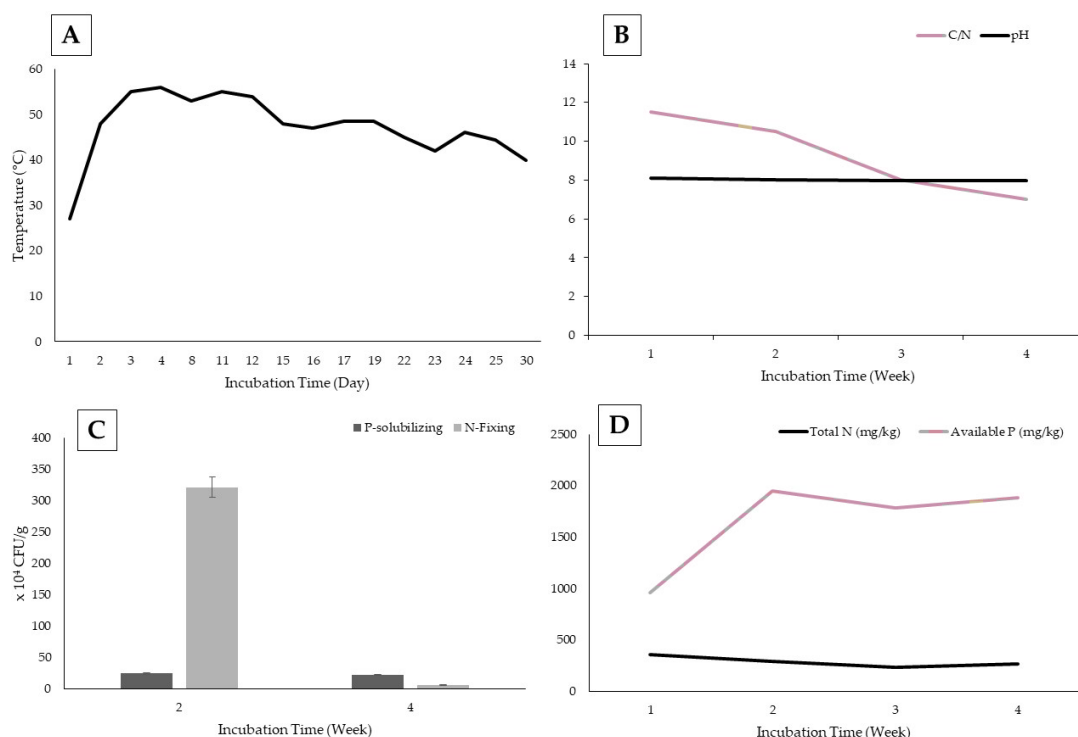 A
60
50
40
30
20
10
0
Temperature (°C)
1 2 3 4 8 11 12 15 16 17 19 22 23 24 25 30
Incubation Time (Day)
B
C/N pH
14
12
10
8
6
4
2
0
1 2 3 4
Incubation Time (Week)
C
P-solubilizing N-Fixing
400
350
300
250
200
150
100
50
0
x 10⁴ CFU/g
2 4
Incubation Time (Week)
D
Total N (mg/kg) Available P (mg/kg)
2500
2000
1500
1000
500
0
1 2 3 4
Incubation Time (Week)